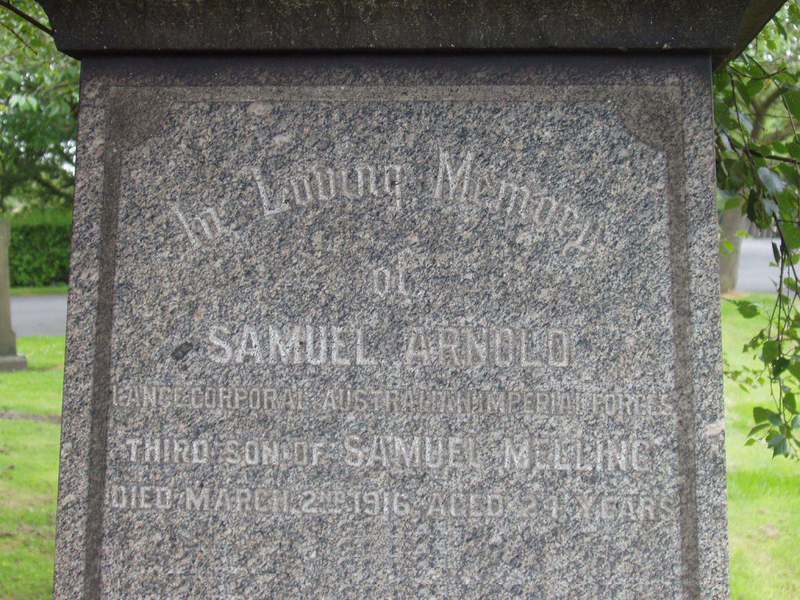 In Loving Memory
of
SAMUEL ARNOLD
LANCE CORPORAL AUSTRALIAN IMPERIAL FORCES
THIRD SON OF SAMUEL MELLING
DIED MARCH 2ND 1916 AGED YEARS